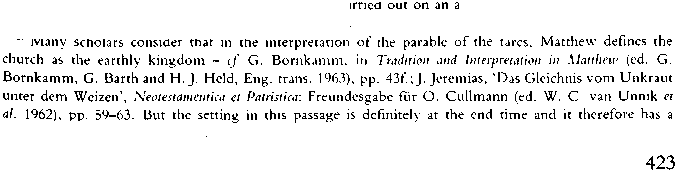 rried out on an a
Many scholars consider that in the interpretation of the parable of the tares, Matthew defines the
church as the earthly kingdom – cf G. Bornkamm, in Tradition and Interpretation in Matthew (ed. G.
Bornkamm, G. Barth and H. J. Held, Eng. trans. 1963), pp. 43f.; J. Jeremias, 'Das Gleichnis vom Unkraut
unter dem Weizen', Neotestamentica et Patristica: Freundesgabe für O. Cullmann (ed. W. C. van Unnik et
al. 1962), pp. 59–63. But the setting in this passage is definitely at the end time and it therefore has a
423